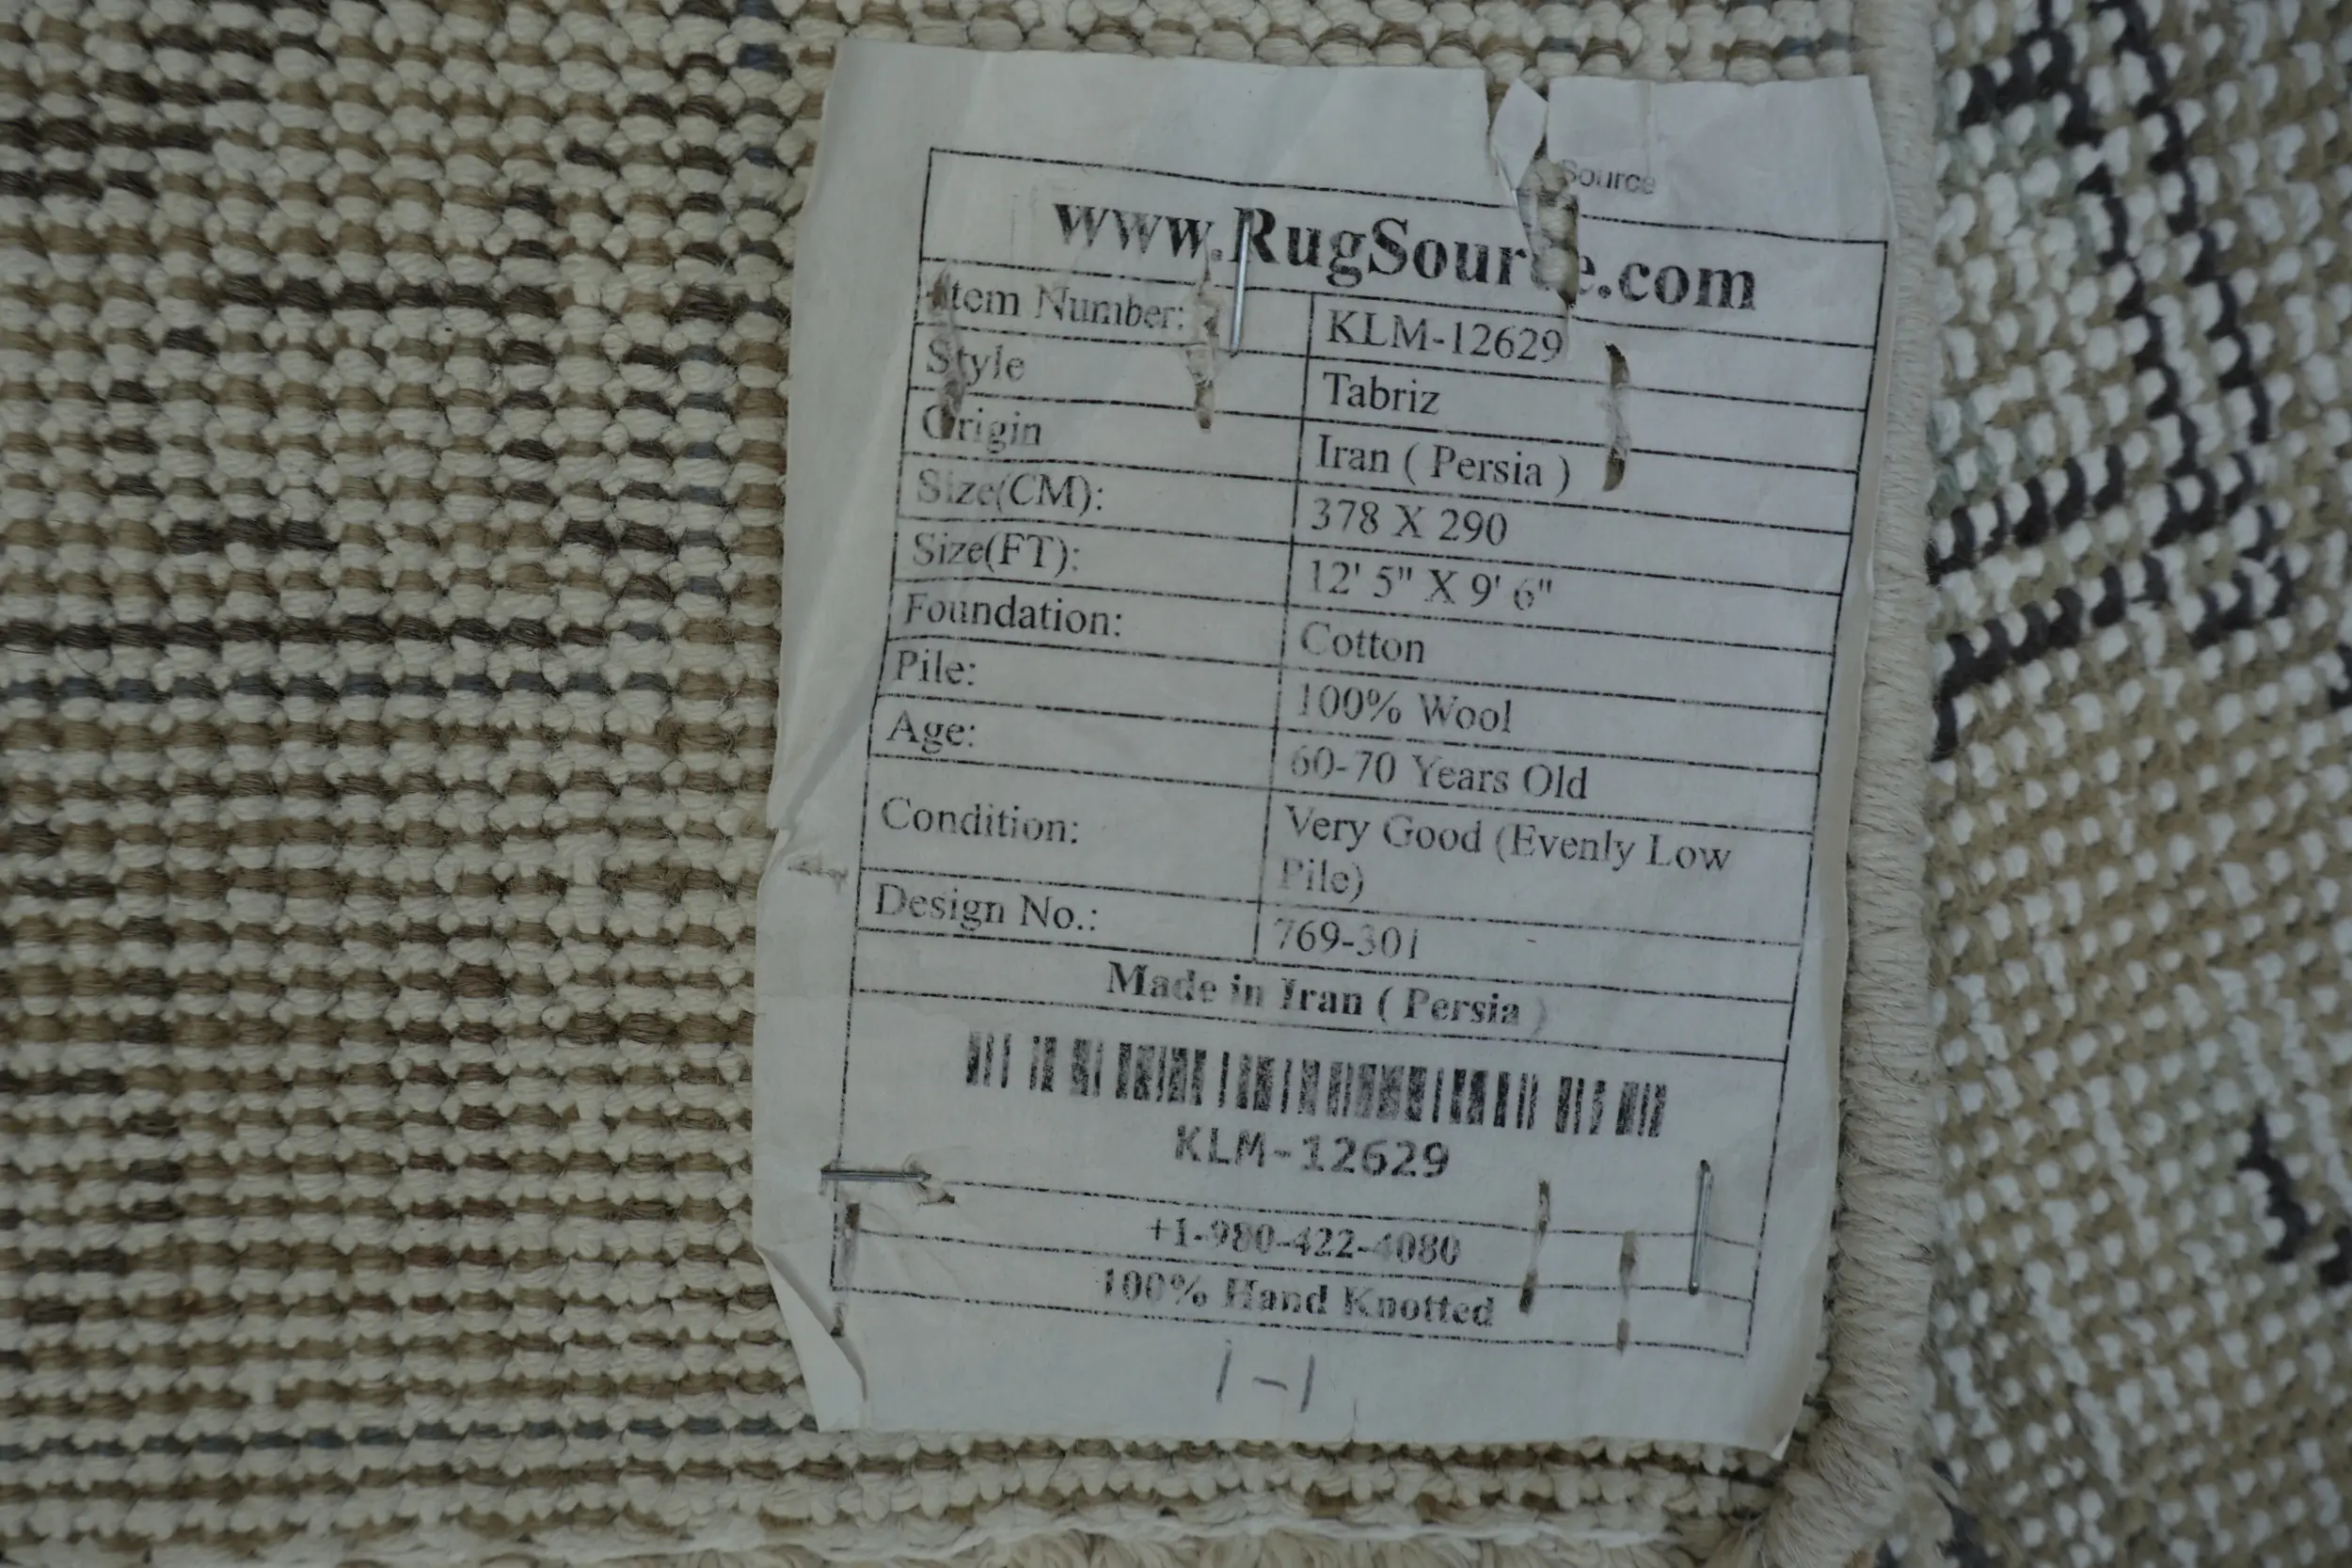 Source
www.RugSource.com
Item Number: KLM-12629
Style Tabriz
Origin Iran ( Persia )
Size(CM): 378 X 290
Size(FT): 12' 5" X 9' 6"
Foundation: Cotton
Pile: 100% Wool
Age: 60-70 Years Old
Condition: Very Good (Evenly Low
Pile)
Design No.: 769-301
Made in Iran ( Persia )
KLM-12629
+1-980-422-4080
100% Hand Knotted
1-1